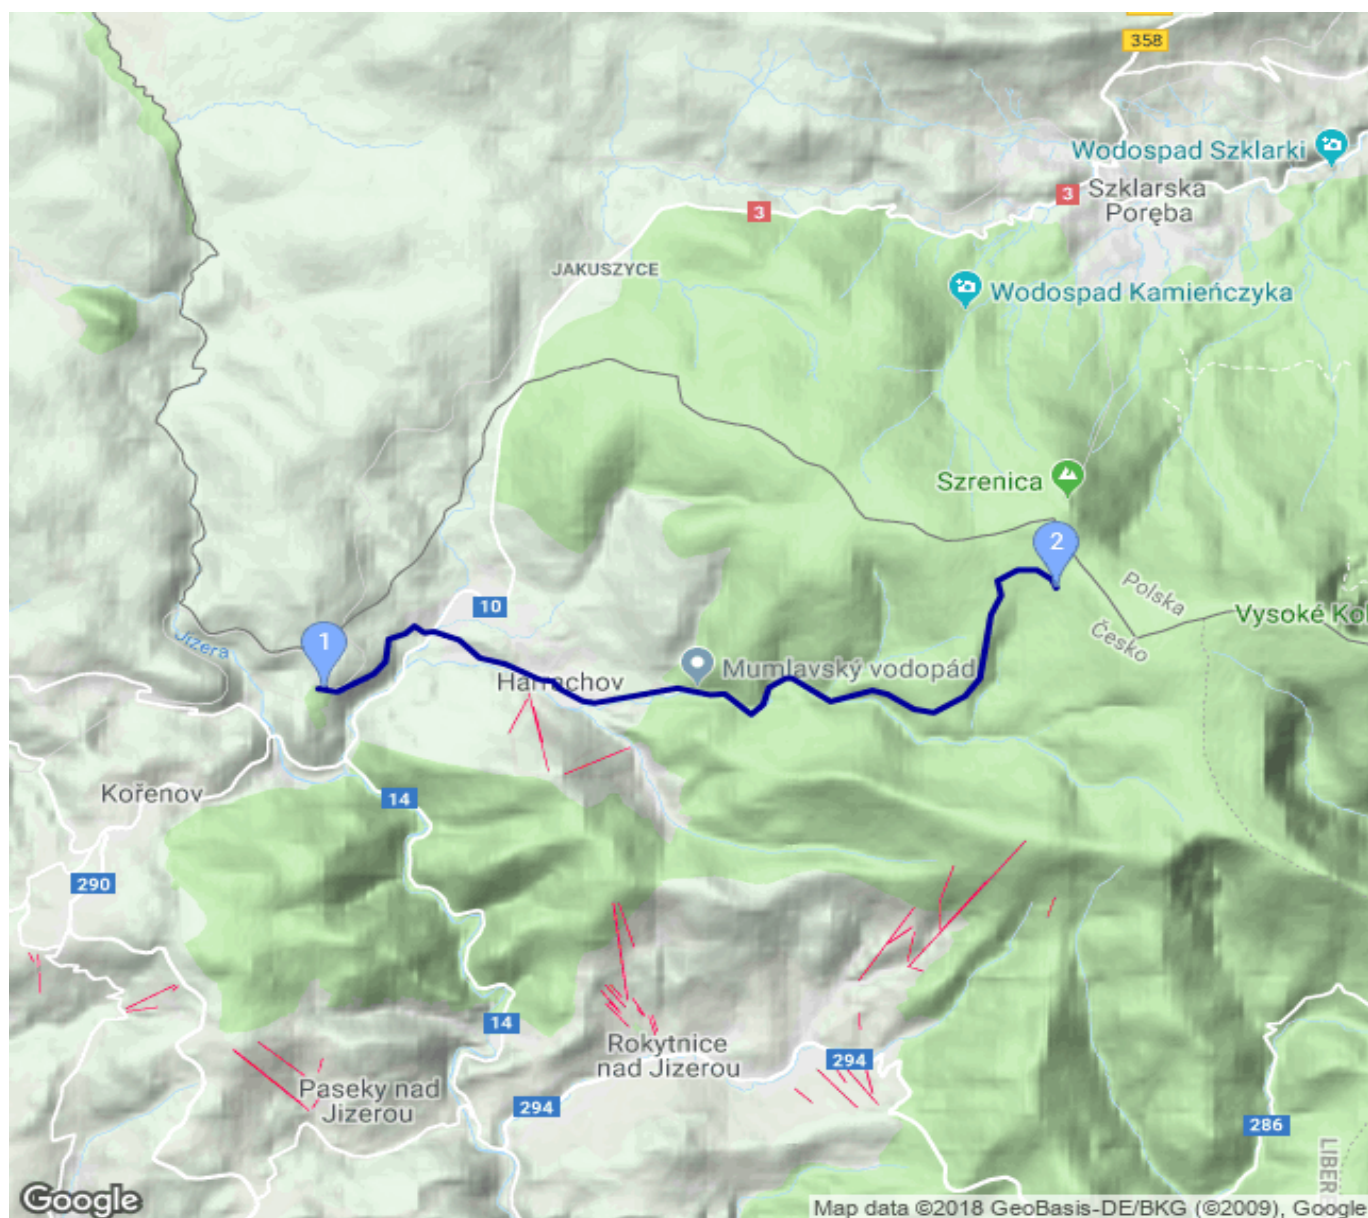 358
Wodospad Szklarki
3
Szklarska
Poręba
3
JAKUSZYCE
Wodospad Kamieńczyka
Szrenica
2
Polska
10
Vysoké Kol
Jizera
1
Česko
Mumlavský vodopád
Harrachov
Kořenov
14
290
14
Rokytnice
nad Jizerou
294
Paseky nad
Jizerou
294
286
LIBER
Google
Map data ©2018 GeoBasis-DE/BKG (©2009), Google